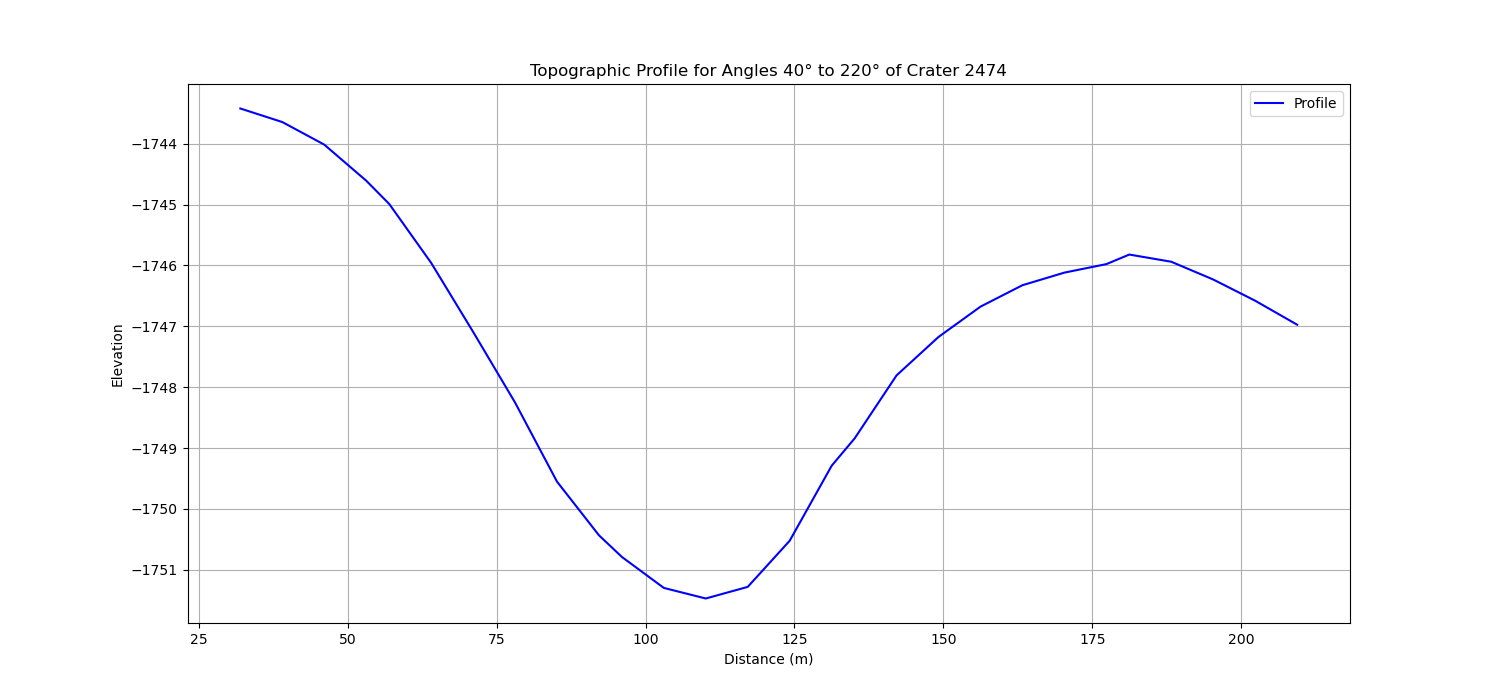 Topographic Profile for Angles 40° to 220° of Crater 2474
Profile
−1744
−1745
−1746
−1747
−1748
−1749
−1750
−1751
Elevation
25 50 75 100 125 150 175 200
Distance (m)